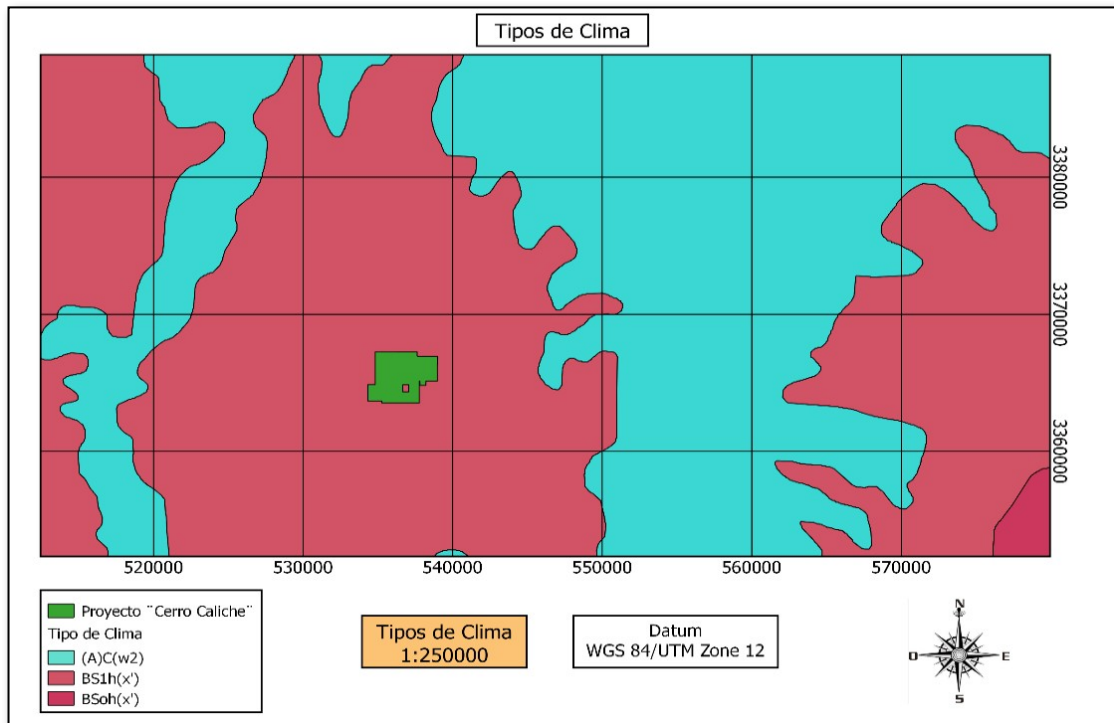 Tipos de Clima
3380000
3370000
3360000
520000
530000
540000
550000
560000
570000
Proyecto ¨Cerro Caliche¨
Tipo de Clima
(A)C(w2)
BS1h(x')
BSoh(x')
Tipos de Clima
1:250000
Datum
WGS 84/UTM Zone 12
N
O
E
S